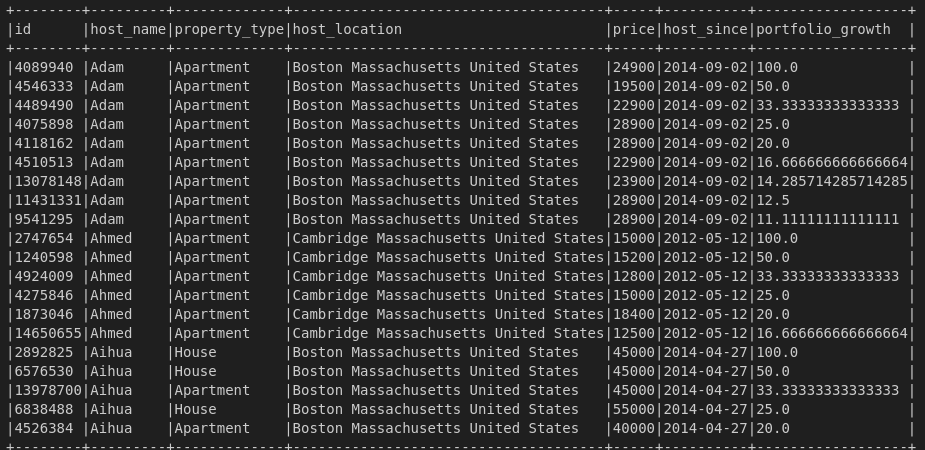 +--------+---------+-------------+--------------------------------------+-----+----------+------------------+
|id      |host_name|property_type|host_location                         |price|host_since|portfolio_growth  |
+--------+---------+-------------+--------------------------------------+-----+----------+------------------+
|4089940 |Adam     |Apartment    |Boston Massachusetts United States    |24900|2014-09-02|100.0             |
|4546333 |Adam     |Apartment    |Boston Massachusetts United States    |19500|2014-09-02|50.0              |
|4489490 |Adam     |Apartment    |Boston Massachusetts United States    |22900|2014-09-02|33.33333333333333 |
|4075898 |Adam     |Apartment    |Boston Massachusetts United States    |28900|2014-09-02|25.0              |
|4118162 |Adam     |Apartment    |Boston Massachusetts United States    |28900|2014-09-02|20.0              |
|4510513 |Adam     |Apartment    |Boston Massachusetts United States    |22900|2014-09-02|16.666666666666664|
|13078148|Adam     |Apartment    |Boston Massachusetts United States    |23900|2014-09-02|14.285714285714285|
|11431331|Adam     |Apartment    |Boston Massachusetts United States    |28900|2014-09-02|12.5              |
|9541295 |Adam     |Apartment    |Boston Massachusetts United States    |28900|2014-09-02|11.11111111111111 |
|2747654 |Ahmed    |Apartment    |Cambridge Massachusetts United States|15000|2012-05-12|100.0             |
|1240598 |Ahmed    |Apartment    |Cambridge Massachusetts United States|15200|2012-05-12|50.0              |
|4924009 |Ahmed    |Apartment    |Cambridge Massachusetts United States|12800|2012-05-12|33.33333333333333 |
|4275846 |Ahmed    |Apartment    |Cambridge Massachusetts United States|15000|2012-05-12|25.0              |
|1873046 |Ahmed    |Apartment    |Cambridge Massachusetts United States|18400|2012-05-12|20.0              |
|14650655|Ahmed    |Apartment    |Cambridge Massachusetts United States|12500|2012-05-12|16.666666666666664|
|2892825 |Aihua    |House        |Boston Massachusetts United States    |45000|2014-04-27|100.0             |
|6576530 |Aihua    |House        |Boston Massachusetts United States    |45000|2014-04-27|50.0              |
|13978700|Aihua    |Apartment    |Boston Massachusetts United States    |45000|2014-04-27|33.33333333333333 |
|6838488 |Aihua    |House        |Boston Massachusetts United States    |55000|2014-04-27|25.0              |
|4526384 |Aihua    |Apartment    |Boston Massachusetts United States    |40000|2014-04-27|20.0              |
+--------+---------+-------------+--------------------------------------+-----+----------+------------------+